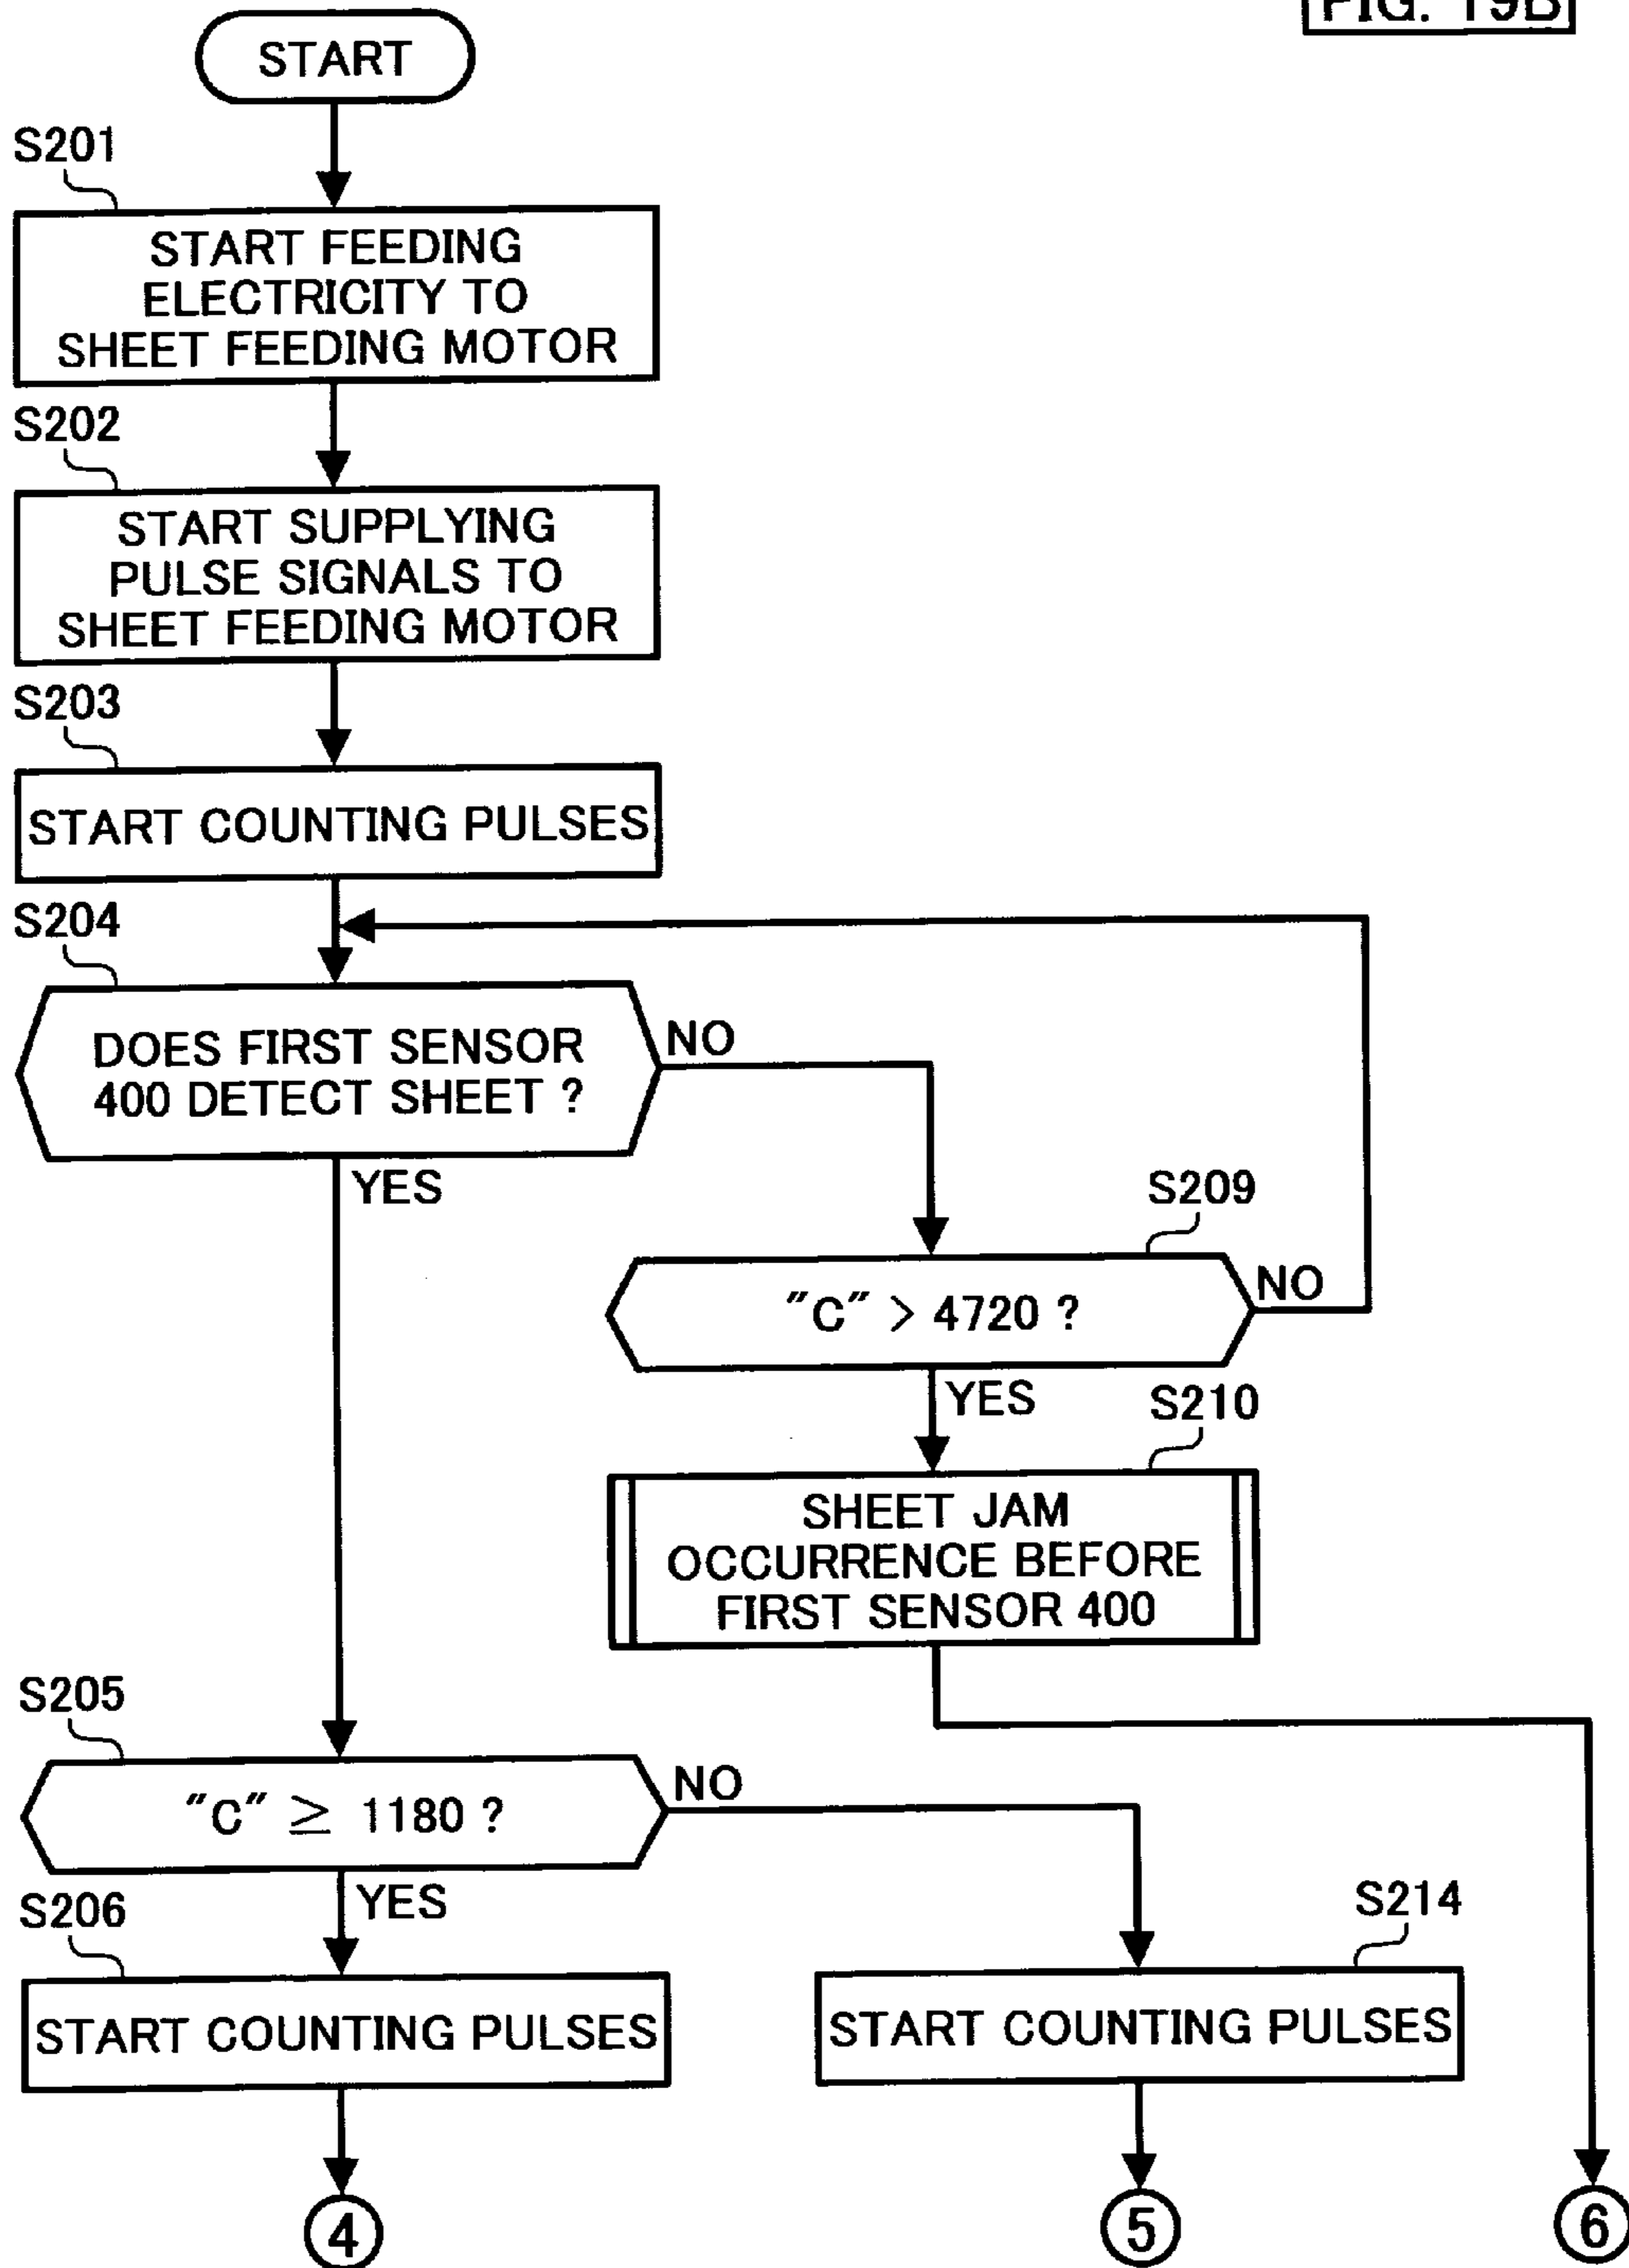 FIG. 19B
START
S201
START FEEDING
ELECTRICITY TO
SHEET FEEDING MOTOR
S202
START SUPPLYING
PULSE SIGNALS TO
SHEET FEEDING MOTOR
S203
START COUNTING PULSES
S204
DOES FIRST SENSOR
400 DETECT SHEET ?
NO
YES
S209
"C" > 4720 ?
NO
YES
S210
SHEET JAM
OCCURRENCE BEFORE
FIRST SENSOR 400
S205
"C" ≥ 1180 ?
NO
YES
S206
START COUNTING PULSES
S214
START COUNTING PULSES
4
5
6